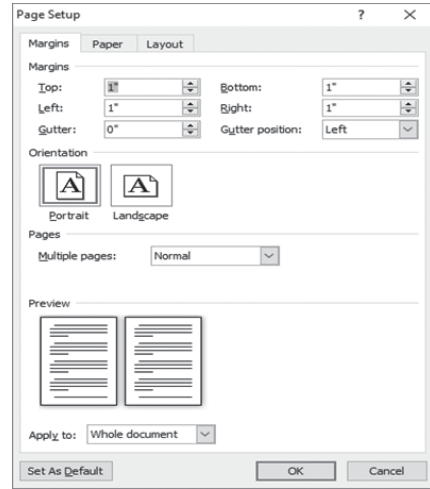 Page Setup ? ×
Margins Paper Layout
Margins
Top: 1" Bottom: 1"
Left: 1" Right: 1"
Gutter: 0" Gutter position: Left
Orientation
A A
Portrait Landscape
Pages
Multiple pages: Normal
Preview
Apply to: Whole document
Set As Default OK Cancel